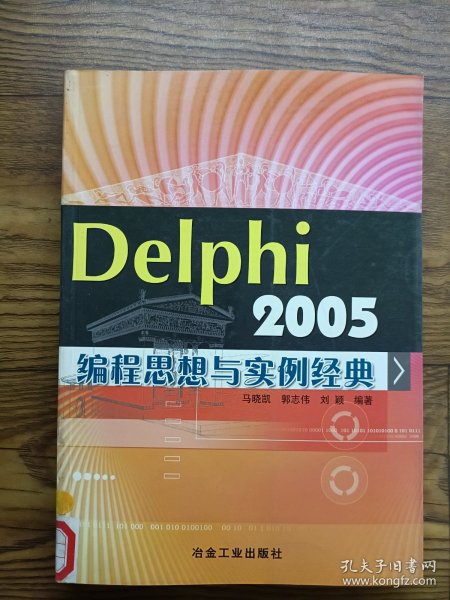 Delphi
2005
编程思想与实例经典
马晓凯 郭志伟 刘颖 编著
冶金工业出版社
孔夫子旧书网
www.kongfz.com